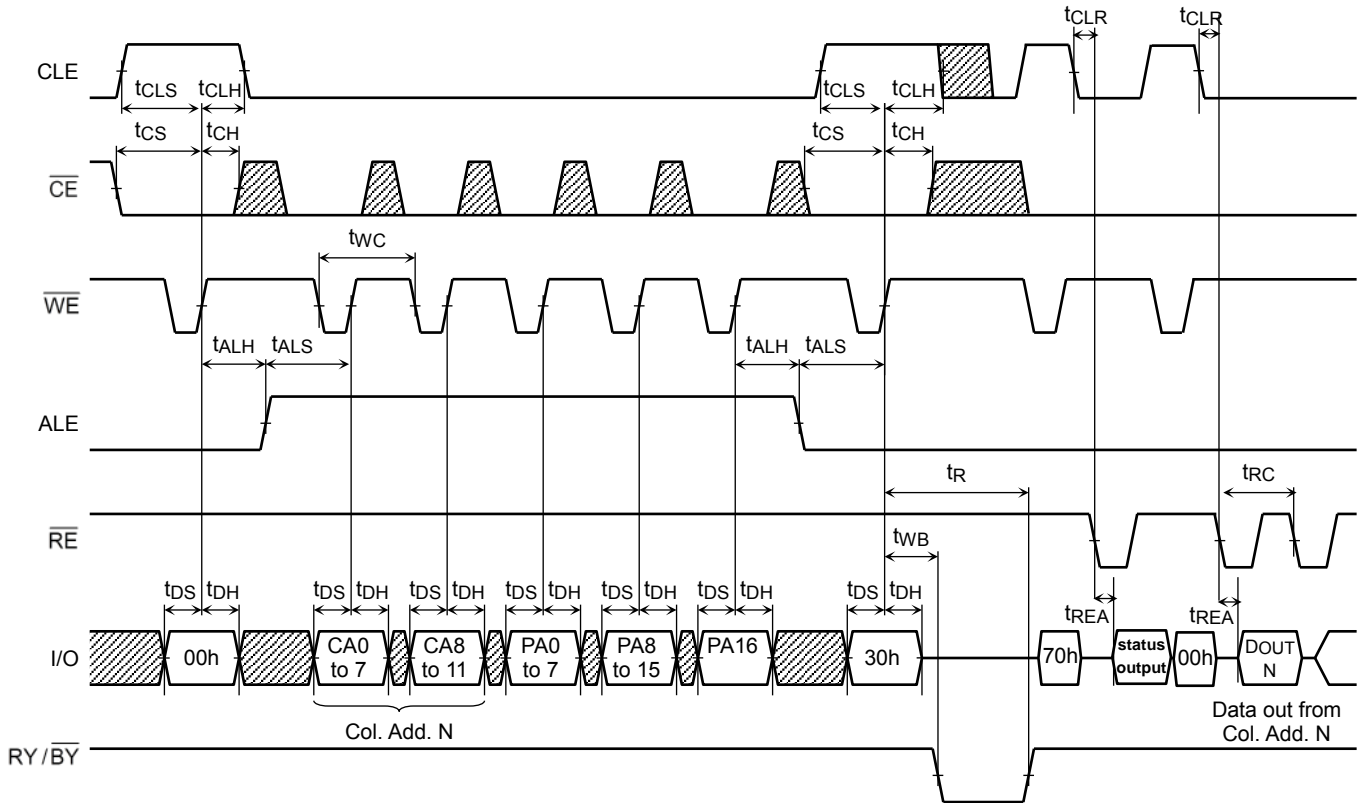 tCLR tCLR
CLE
tCLS tCLH tCLS tCLH
tCS tCH tCS tCH
CE
tWC
WE
tALH tALS tALH tALS
ALE
tR tRC
RE
tWB
tDS tDH tDS tDH tDS tDH tDS tDH tDS tDH tDS tDH tDS tDH
tREA tREA
I/O
00h
CA0 to 7
CA8 to 11
PA0 to 7
PA8 to 15
PA16
30h
70h
status output
00h
DOUT N
Col. Add. N
Data out from
Col. Add. N
RY/BY